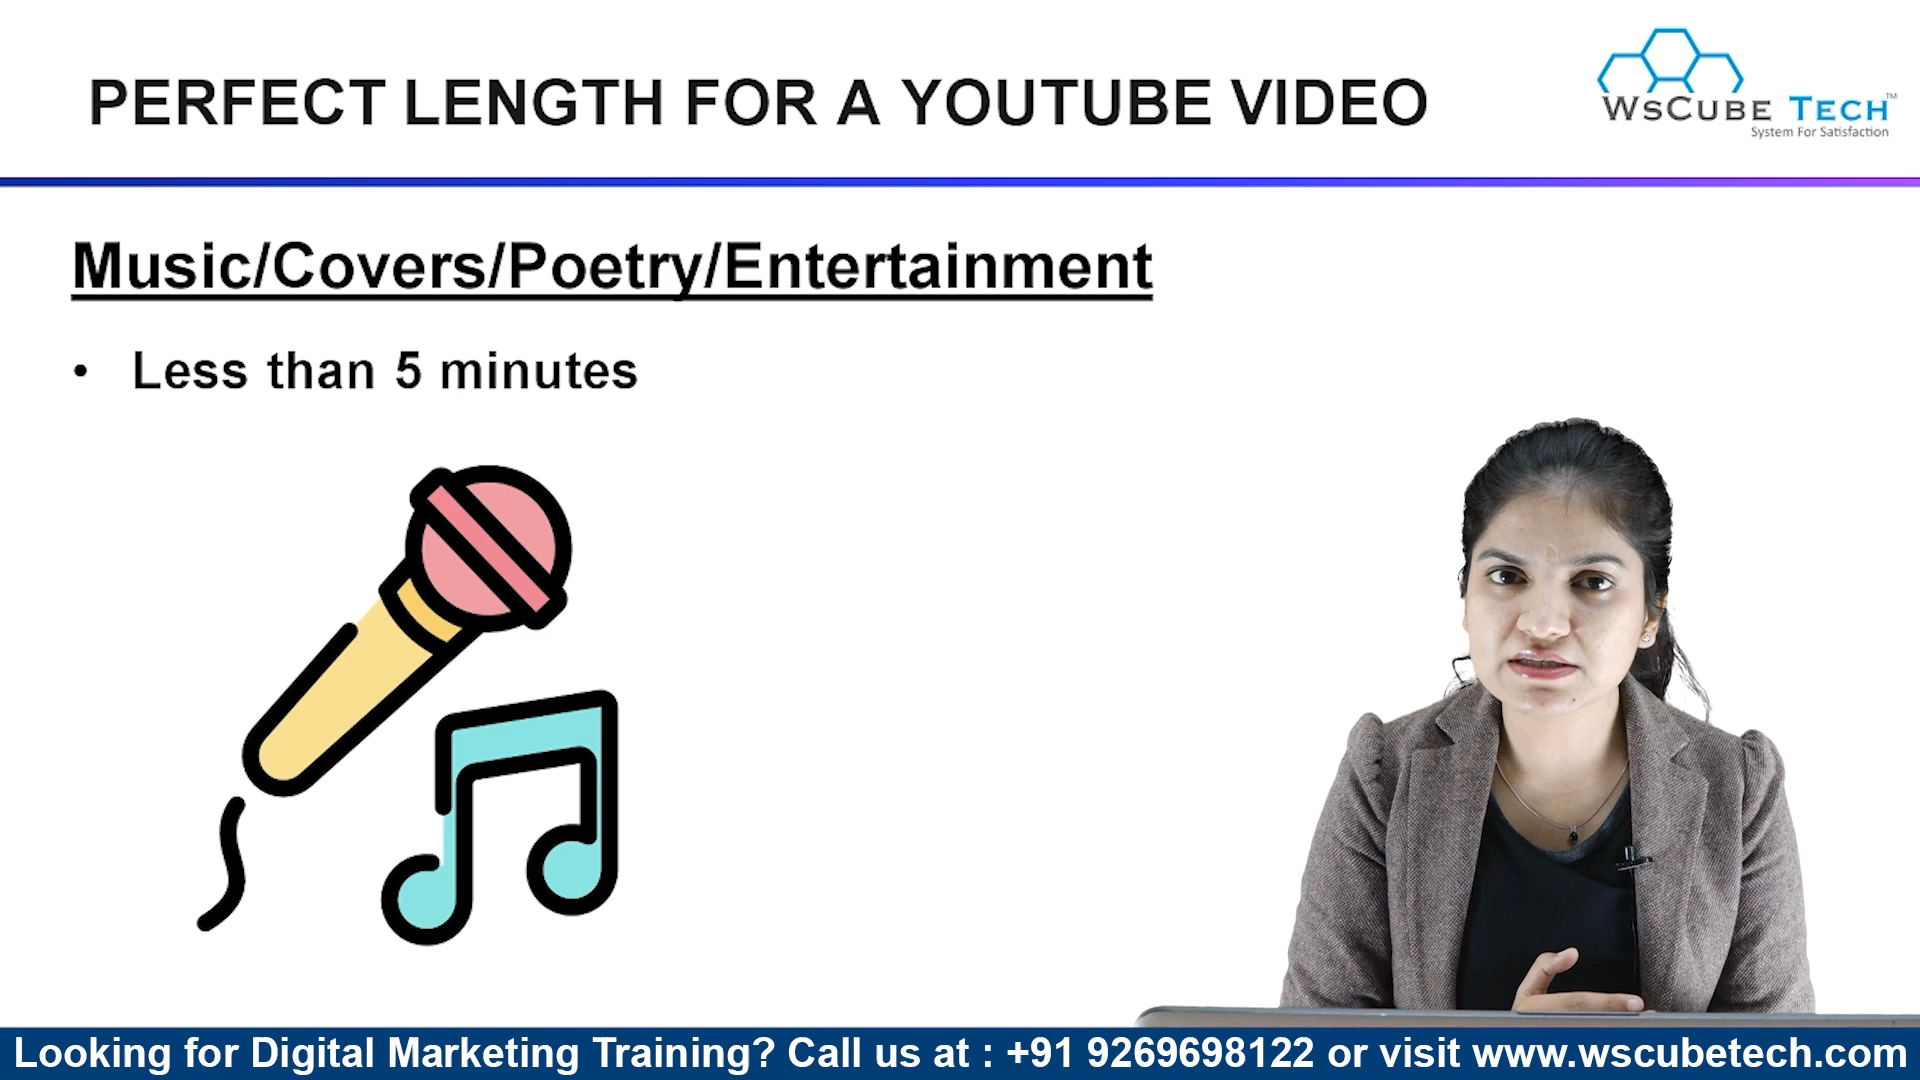 PERFECT LENGTH FOR A YOUTUBE VIDEO
WSCUBE TECH™
System For Satisfaction
Music/Covers/Poetry/Entertainment
• Less than 5 minutes
Looking for Digital Marketing Training? Call us at : +91 9269698122 or visit www.wscubetech.com